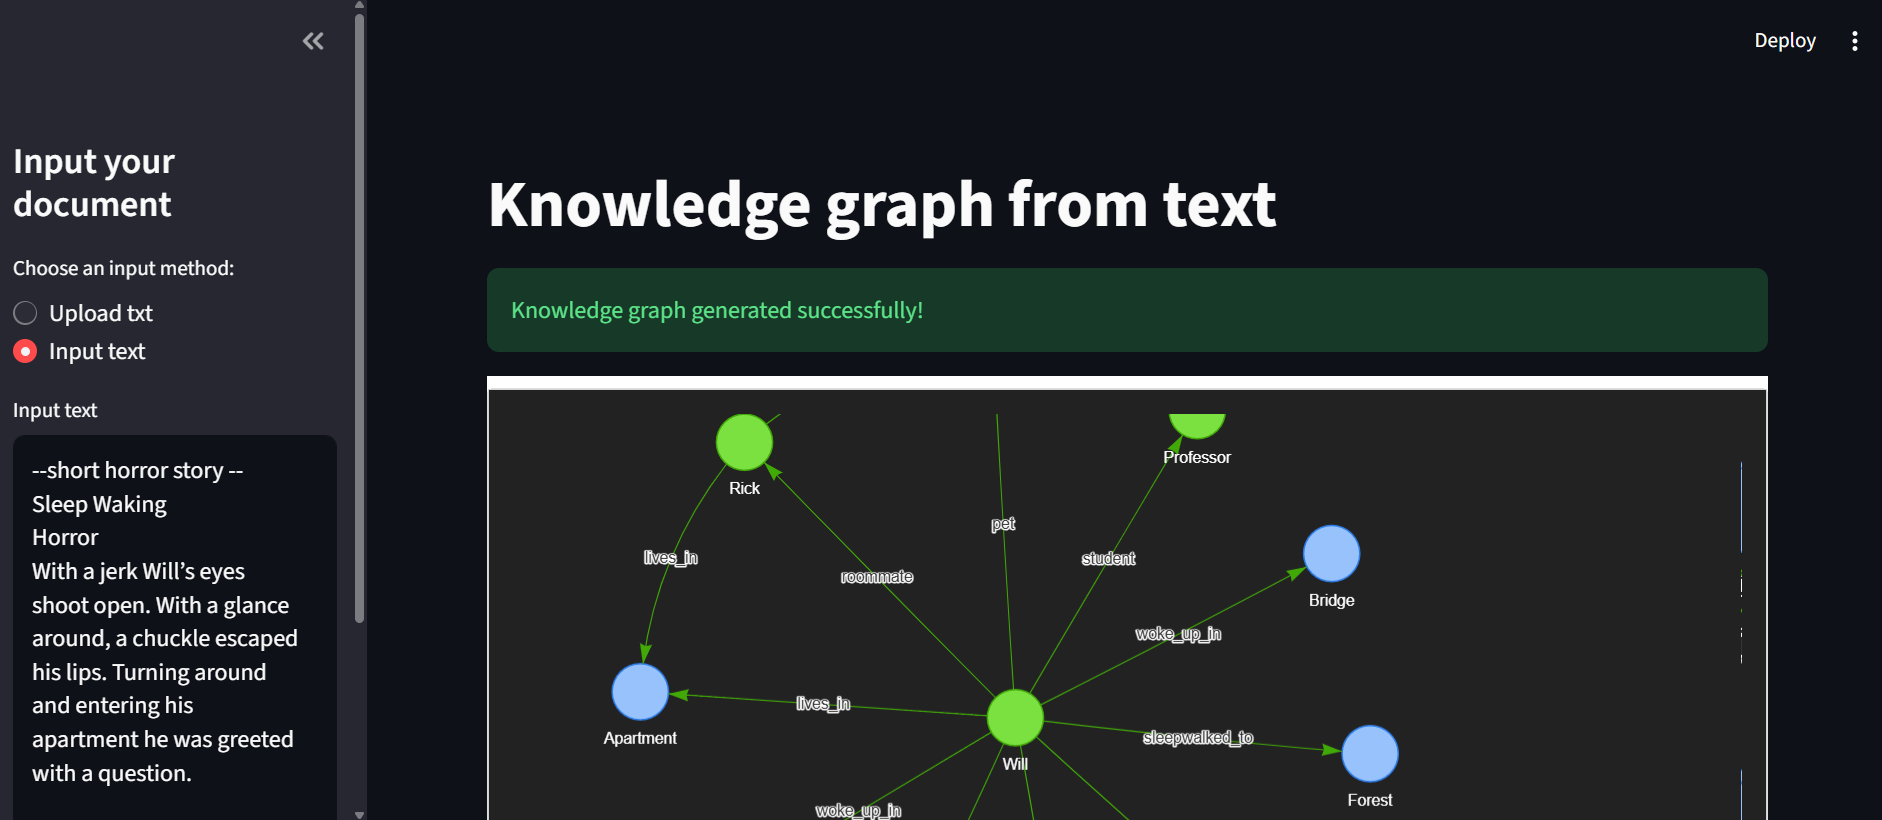 Deploy
Input your
document
Choose an input method:
Upload txt
Input text
Input text
--short horror story --
Sleep Waking
Horror
With a jerk Will’s eyes
shoot open. With a glance
around, a chuckle escaped
his lips. Turning around
and entering his
apartment he was greeted
with a question.
Knowledge graph from text
Knowledge graph generated successfully!
Professor
Rick
pet
lives_in
student
roommate
Bridge
woke_up_in
lives_in
Apartment
sleepwalked_to
Will
Forest
woke_up_in